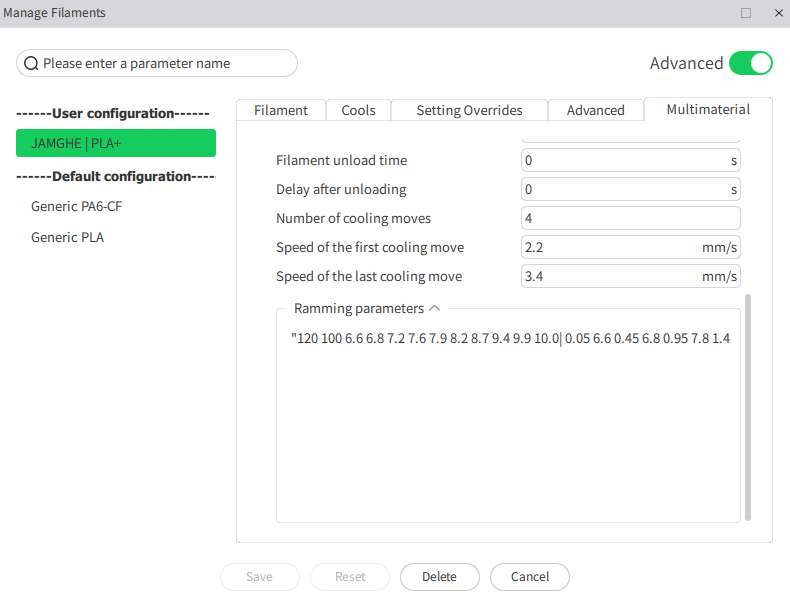 Manage Filaments
Please enter a parameter name
Advanced
------User configuration------
JAMGHE | PLA+
------Default configuration----
Generic PA6-CF
Generic PLA
Filament Cools Setting Overrides Advanced Multimaterial
Filament unload time 0 s
Delay after unloading 0 s
Number of cooling moves 4
Speed of the first cooling move 2.2 mm/s
Speed of the last cooling move 3.4 mm/s
Ramming parameters
"120 100 6.6 6.8 7.2 7.6 7.9 8.2 8.7 9.4 9.9 10.0| 0.05 6.6 0.45 6.8 0.95 7.8 1.4
Save Reset Delete Cancel